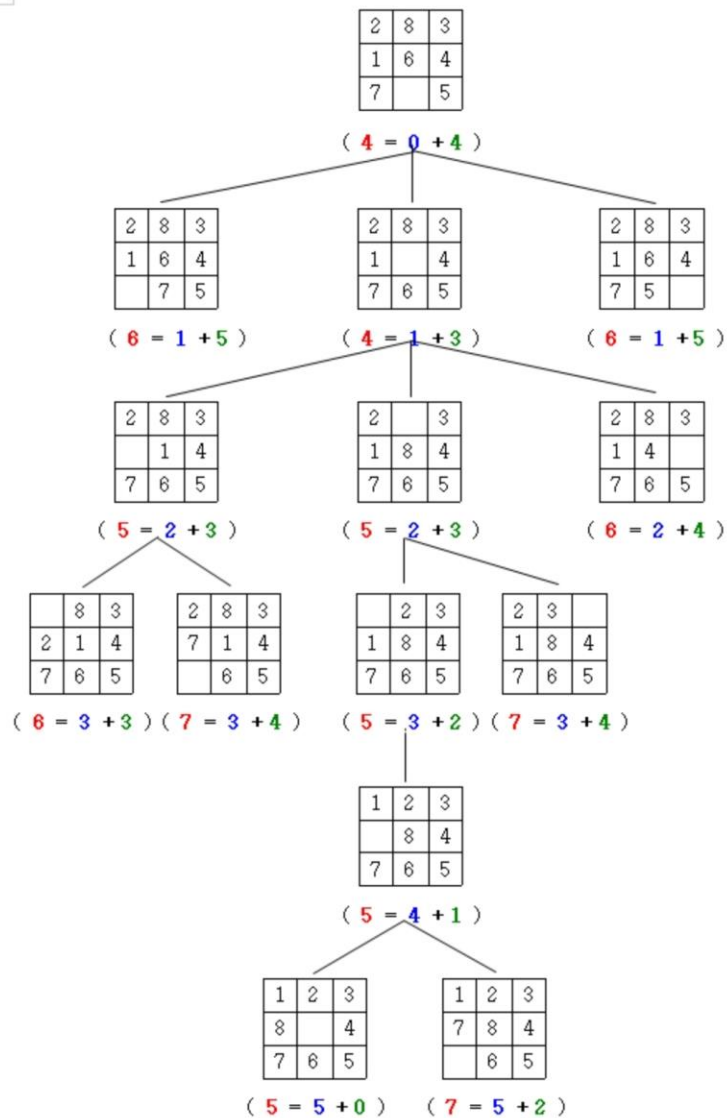 2 8 3
1 6 4
7 5
( 4 = 0 + 4 )
2 8 3 2 8 3 2 8 3
1 6 4 1 4 1 6 4
7 5 7 6 5 7 5
( 6 = 1 + 5 ) ( 4 = 1 + 3 ) ( 6 = 1 + 5 )
2 8 3 2 3 2 8 3
1 4 1 8 4 1 4
7 6 5 7 6 5 7 6 5
( 5 = 2 + 3 ) ( 5 = 2 + 3 ) ( 6 = 2 + 4 )
8 3 2 8 3 2 3 2 3
2 1 4 7 1 4 1 8 4 1 8 4
7 6 5 6 5 7 6 5 7 6 5
( 6 = 3 + 3 ) ( 7 = 3 + 4 ) ( 5 = 3 + 2 ) ( 7 = 3 + 4 )
1 2 3
8 4
7 6 5
( 5 = 4 + 1 )
1 2 3 1 2 3
8 4 7 8 4
7 6 5 6 5
( 5 = 5 + 0 ) ( 7 = 5 + 2 )